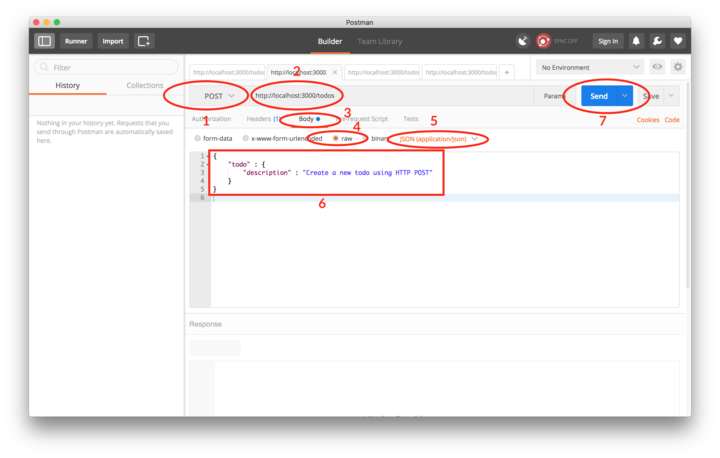 Postman
Runner Import Builder Team Library SYNC OFF Sign In
Filter
History Collections
Nothing in your history yet. Requests that you
send through Postman are automatically saved
here.
http://localhost:3000/todos http://localhost:3000 http://localhost:3000/todos http://localhost:3000/todos +
No Environment
2
POST http://localhost:3000/todos Params Send Save
1 3 7
Authorization Headers (1) Body Pre-request Script Tests Cookies Code
4 5
form-data x-www-form-urlencoded raw binary JSON (application/json)
1 {
2 "todo" : {
3 "description" : "Create a new todo using HTTP POST"
4 }
5 }
6
6
Response